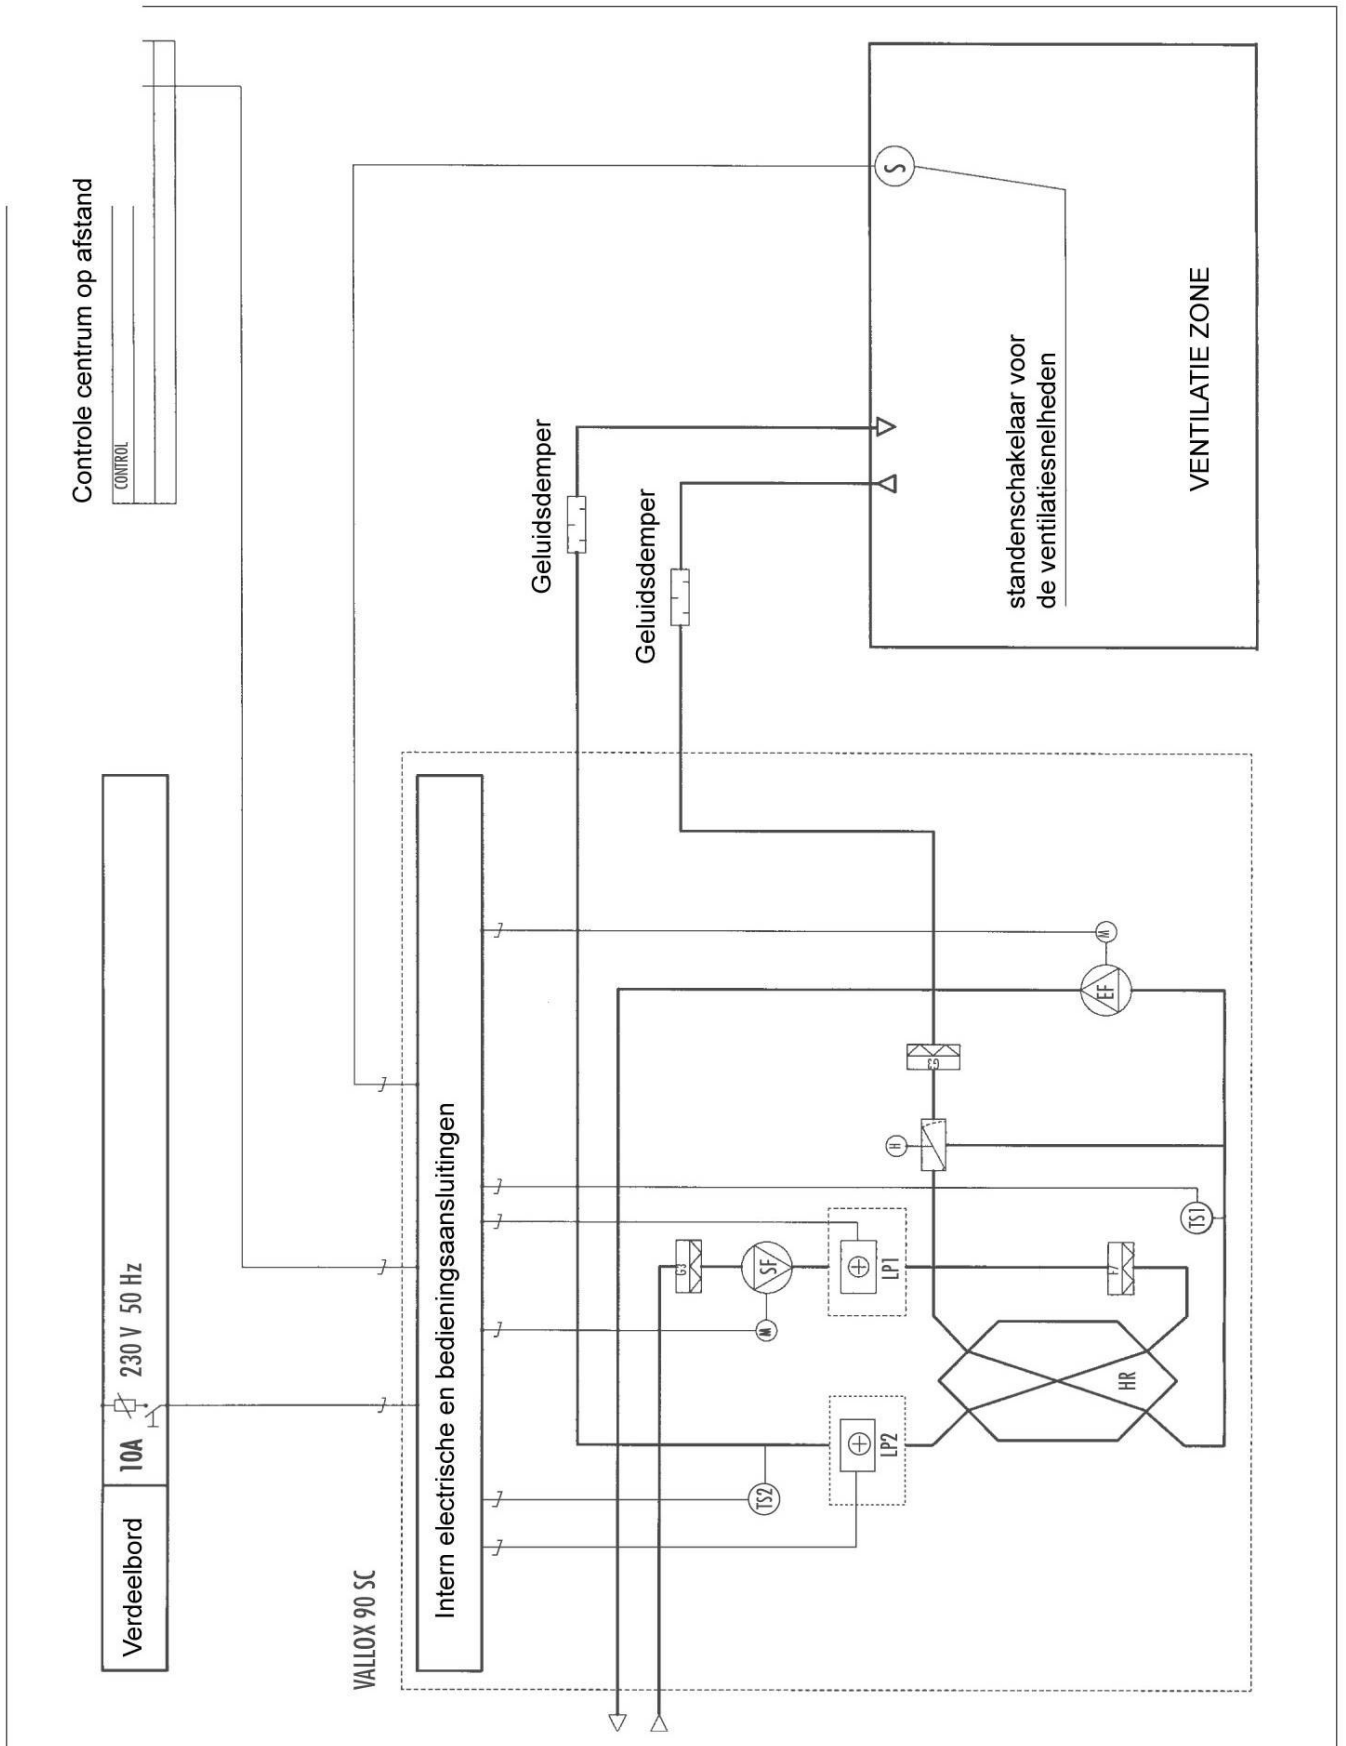 Controle centrum op afstand
CONTROL
Verdeelbord
10A
230 V 50 Hz
VALLOX 90 SC
Intern electrische en bedieningsaansluitingen
Geluidsdemper
Geluidsdemper
S
standenschakelaar voor
de ventilatiesnelheden
VENTILATIE ZONE
M
EF
G3
H
TS1
G3
SF
M
LP1
F7
HR
LP2
TS2